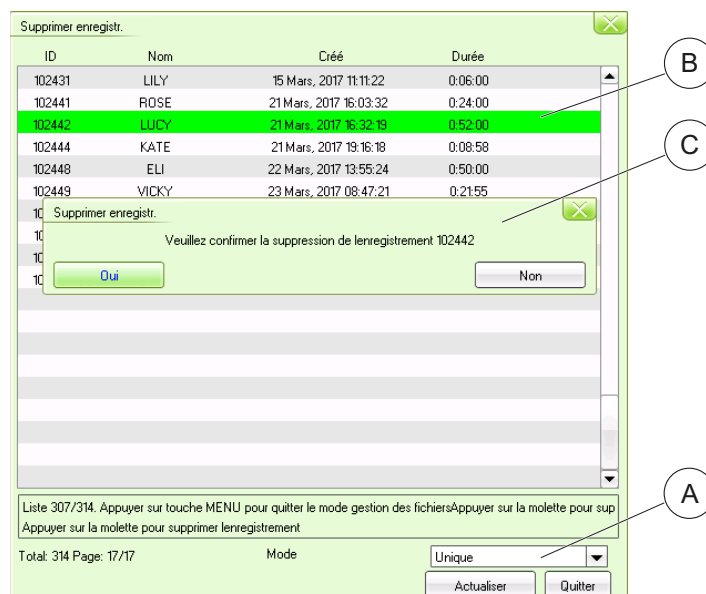 Supprimer enregistr.
ID Nom Créé Durée
102431 LILY 15 Mars, 2017 11:11:22 0:06:00
102441 ROSE 21 Mars, 2017 16:03:32 0:24:00
102442 LUCY 21 Mars, 2017 16:32:19 0:52:00
102444 KATE 21 Mars, 2017 19:16:18 0:08:58
102448 ELI 22 Mars, 2017 13:55:24 0:50:00
102449 VICKY 23 Mars, 2017 08:47:21 0:21:55
Supprimer enregistr.
Veuillez confirmer la suppression de lenregistrement 102442
Oui Non
Liste 307/314. Appuyer sur touche MENU pour quitter le mode gestion des fichiersAppuyer sur la molette pour sup
Appuyer sur la molette pour supprimer lenregistrement
Total: 314 Page: 17/17 Mode Unique
Actualiser Quitter
B
C
A